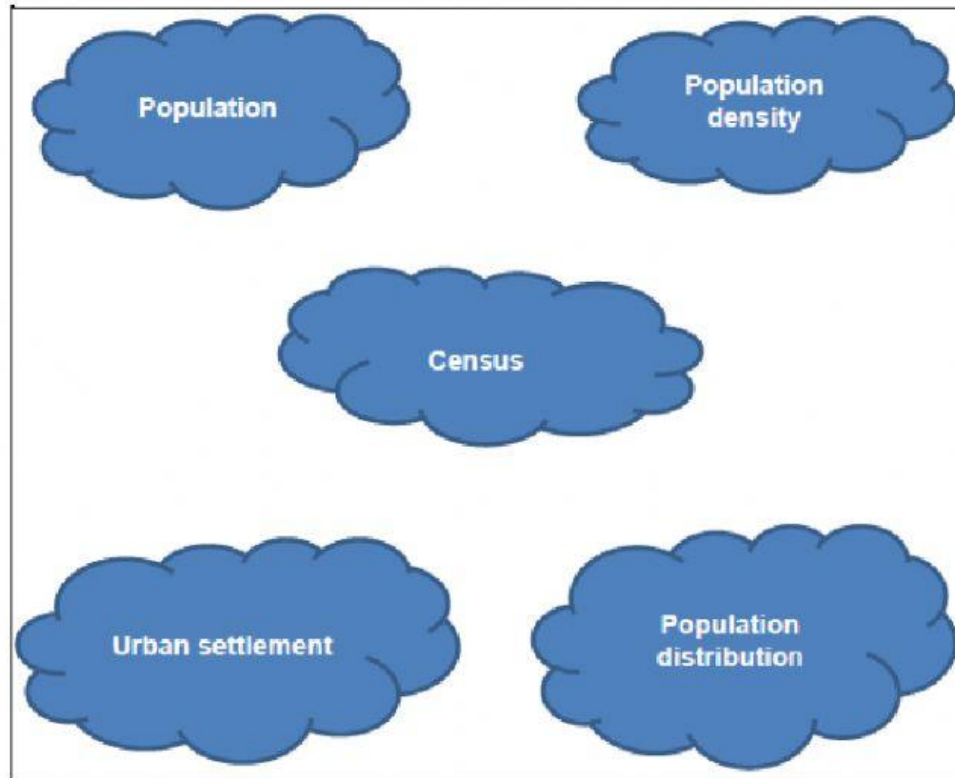 Population
Population
density
Census
Urban settlement
Population
distribution